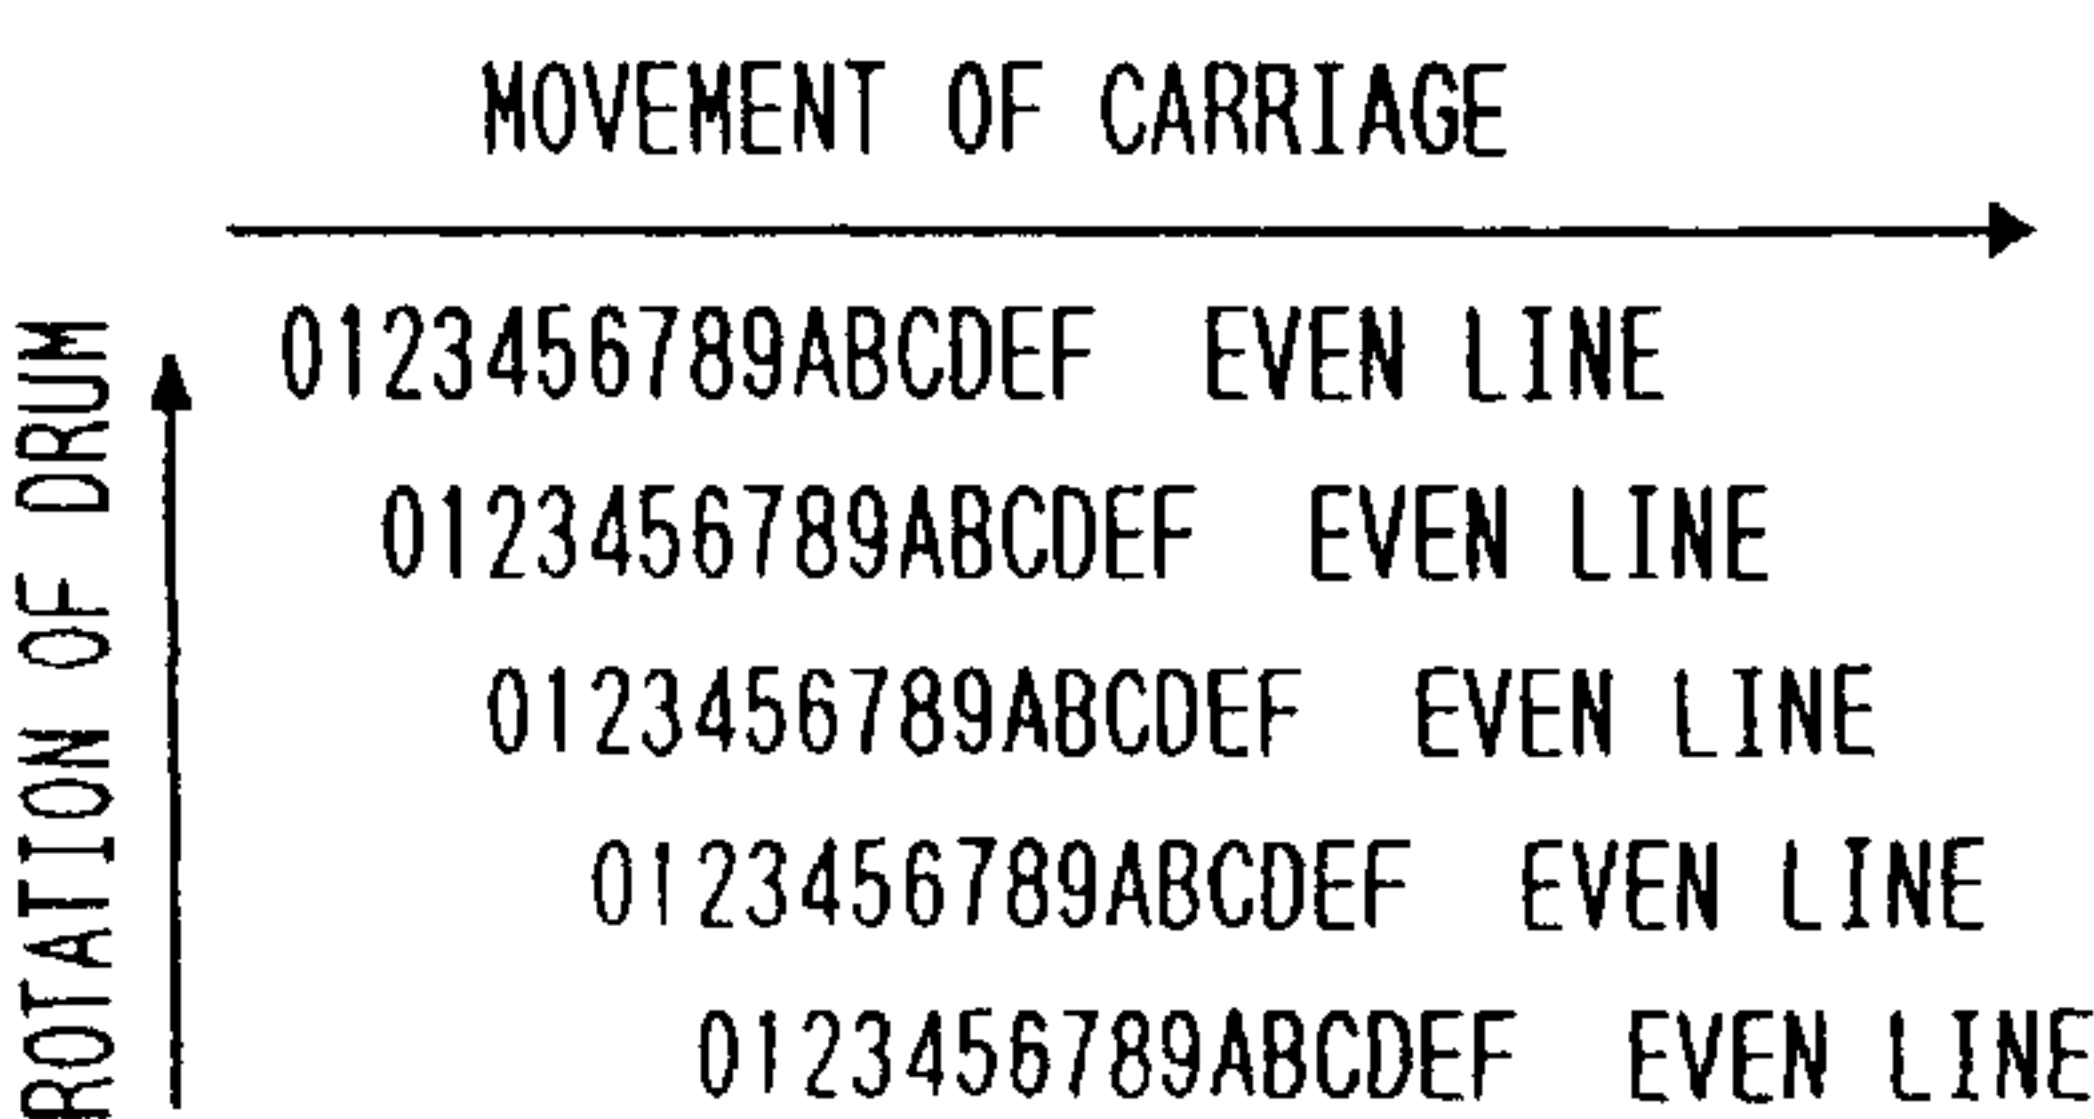 MOVEMENT OF CARRIAGE
ROTATION OF DRUM
0123456789ABCDEF EVEN LINE
0123456789ABCDEF EVEN LINE
0123456789ABCDEF EVEN LINE
0123456789ABCDEF EVEN LINE
0123456789ABCDEF EVEN LINE